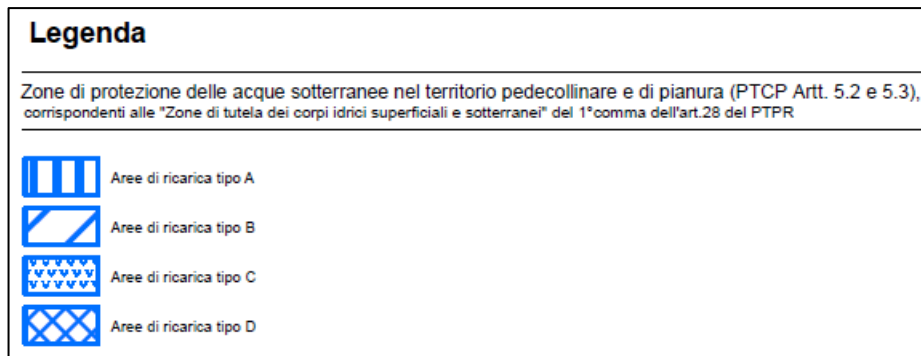 Legenda
Zone di protezione delle acque sotterranee nel territorio pedecollinare e di pianura (PTCP Artt. 5.2 e 5.3),
corrispondenti alle "Zone di tutela dei corpi idrici superficiali e sotterranei" del 1°comma dell'art.28 del PTPR
Aree di ricarica tipo A
Aree di ricarica tipo B
Aree di ricarica tipo C
Aree di ricarica tipo D